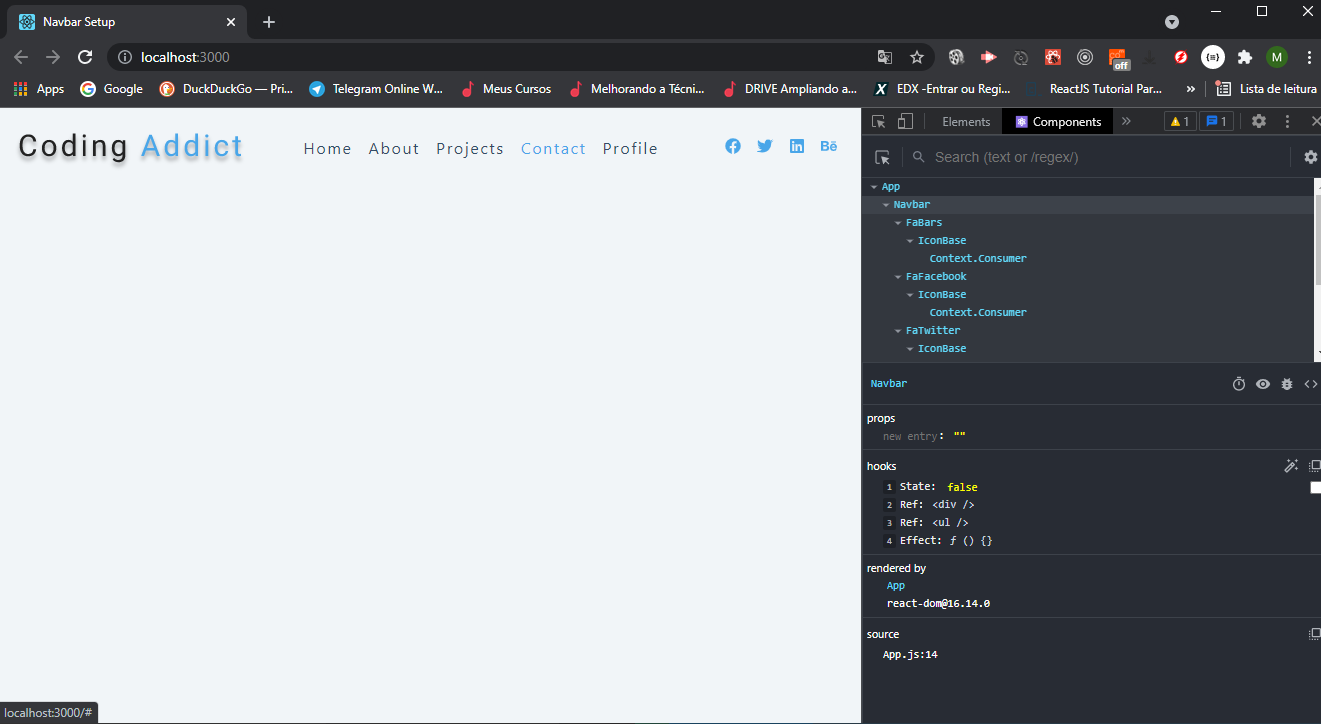 Navbar Setup
localhost:3000
off
M
Apps
Google
DuckDuckGo — Pri...
Telegram Online W...
Meus Cursos
Melhorando a Técni...
DRIVE Ampliando a...
EDX -Entrar ou Regi...
ReactJS Tutorial Par...
»
Lista de leitura
Coding Addict
Home About Projects Contact Profile
Bē
Elements Components » 1 1
Search (text or /regex/)
App
Navbar
FaBars
IconBase
Context.Consumer
FaFacebook
IconBase
Context.Consumer
FaTwitter
IconBase
Navbar
props
new entry: ""
hooks
1 State: false
2 Ref: <div />
3 Ref: <ul />
4 Effect: ƒ () {}
rendered by
App
react-dom@16.14.0
source
App.js:14
localhost:3000/#